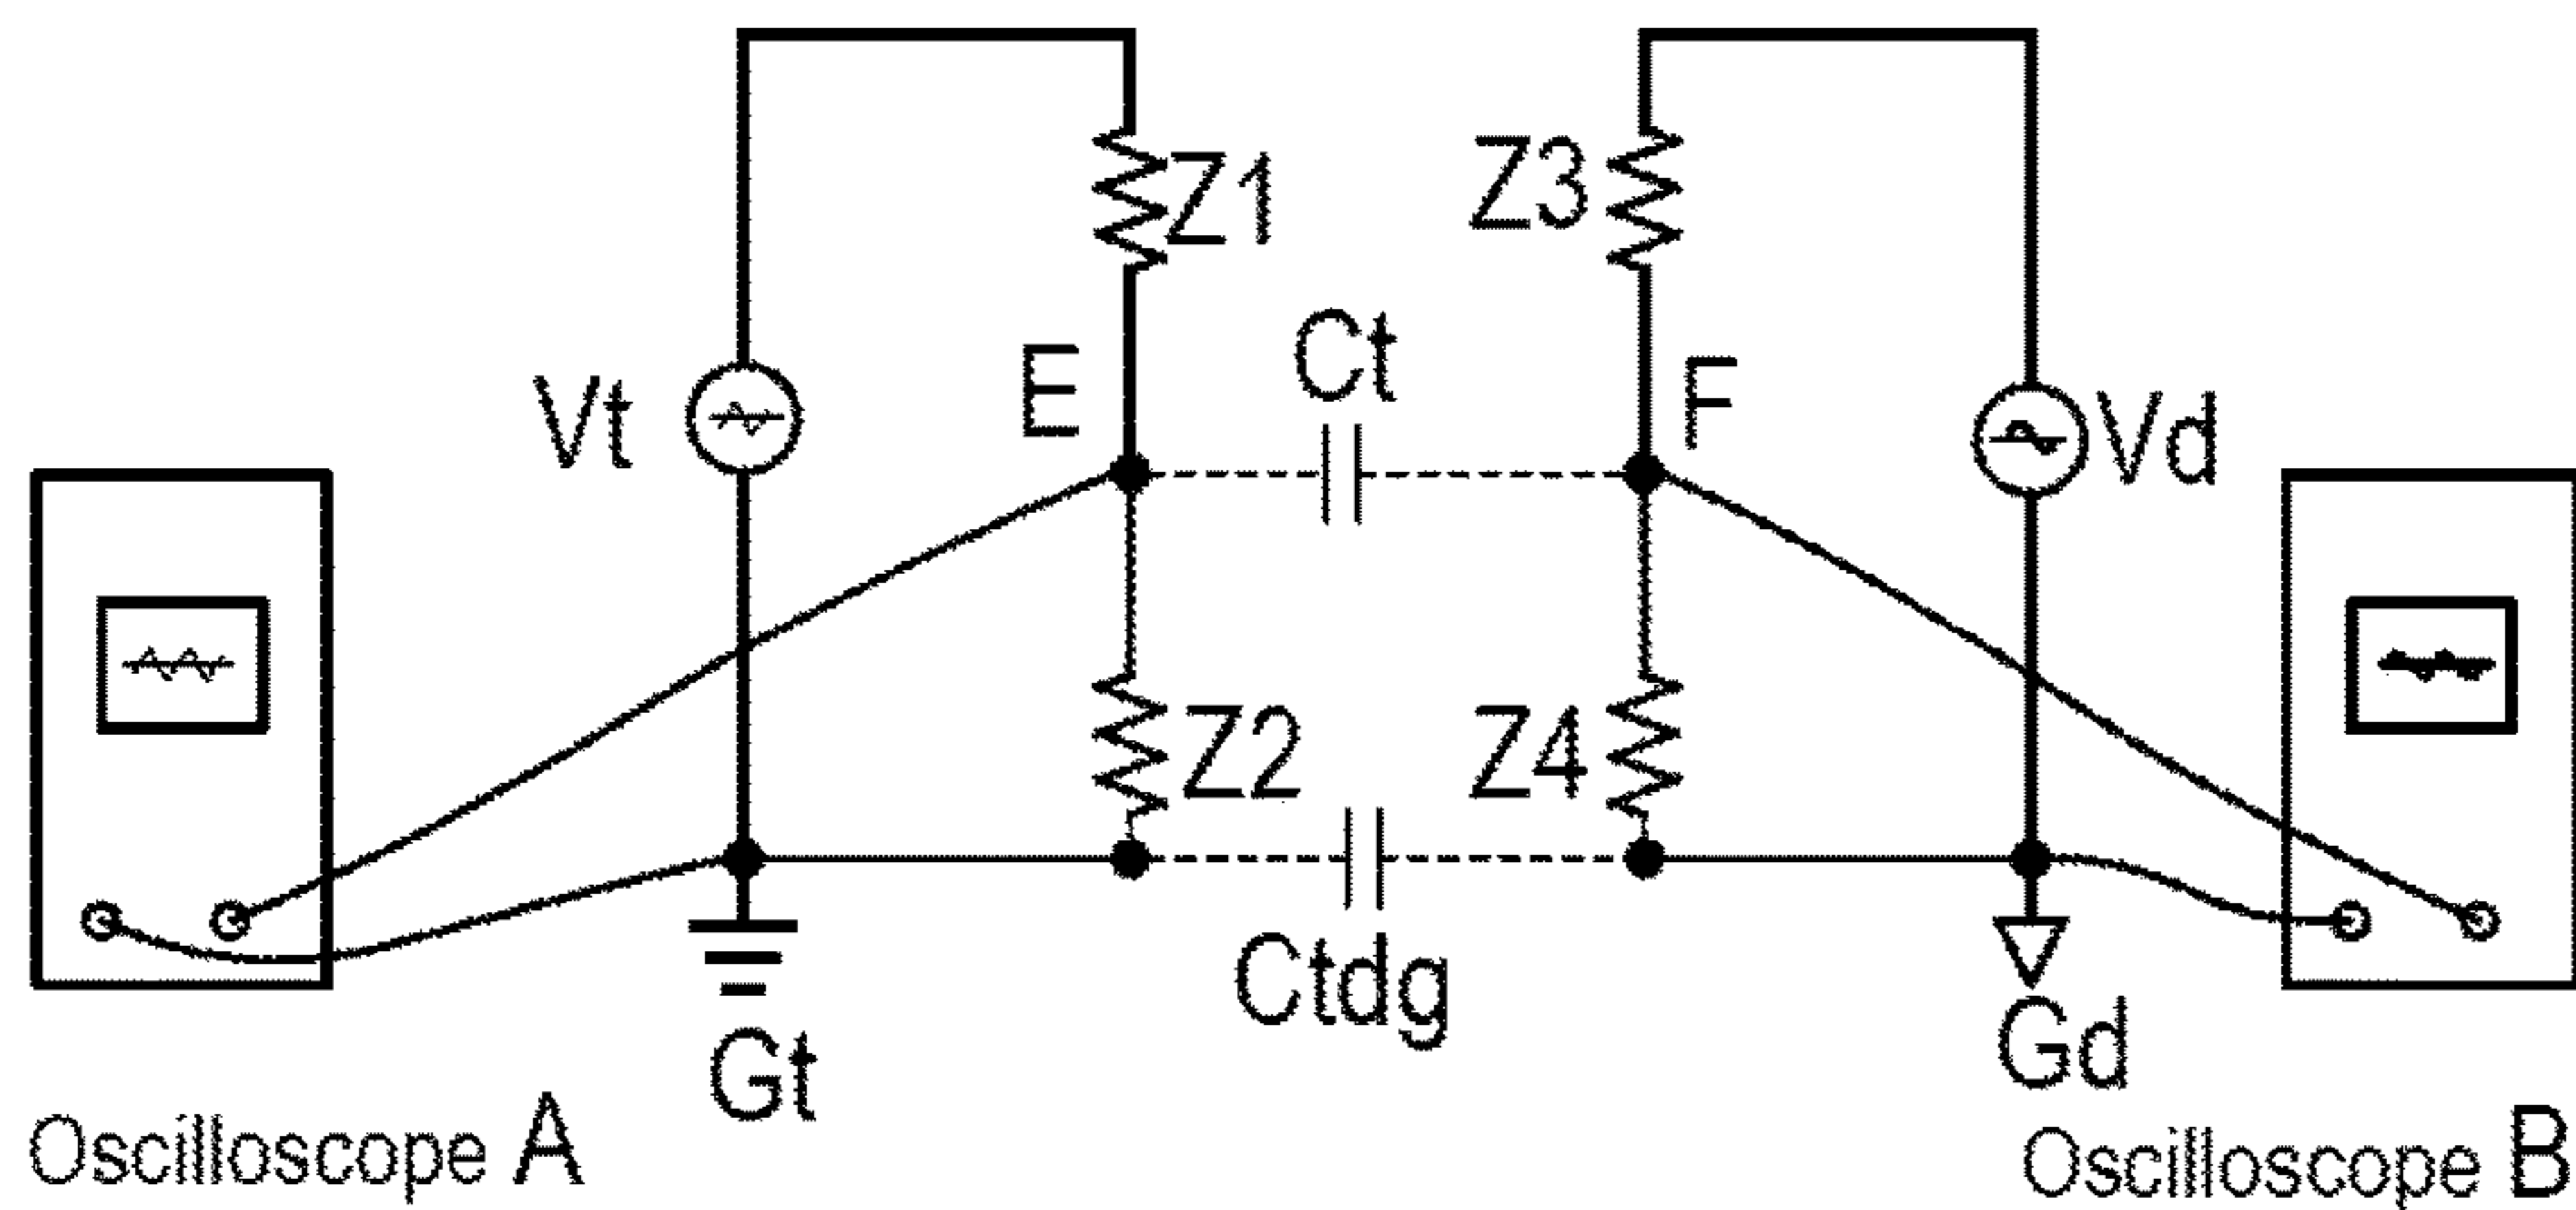 Z1
Z3
Ct
E
F
Vt
Vd
Z2
Z4
Ctdg
Gt
Gd
Oscilloscope A
Oscilloscope B